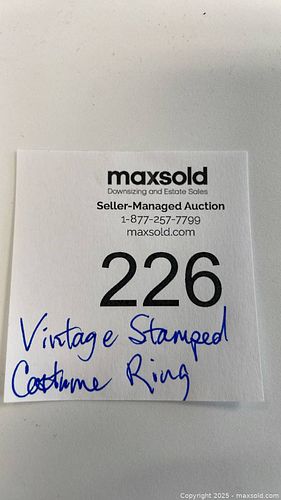 maxsold
Downsizing and Estate Sales
Seller-Managed Auction
1-877-257-7799
maxsold.com
226
Vintage Stamped
Costume Ring
Copyright © 2025 - maxsold.com